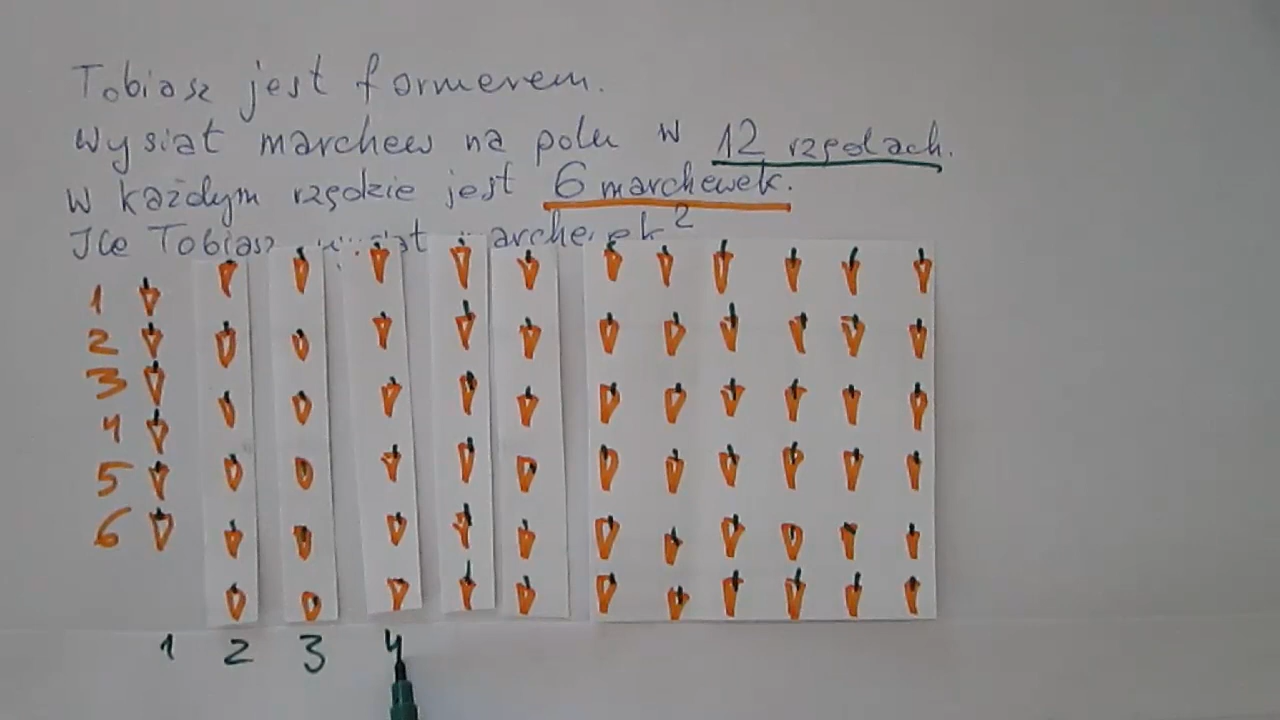 Tobiasz jest formerem.
Wysiał marchew na polu w 12 rzędach.
W każdym rzędzie jest 6 marchewek.
Ile Tobiasz
1
2
3
4
5
6
1 2 3 4